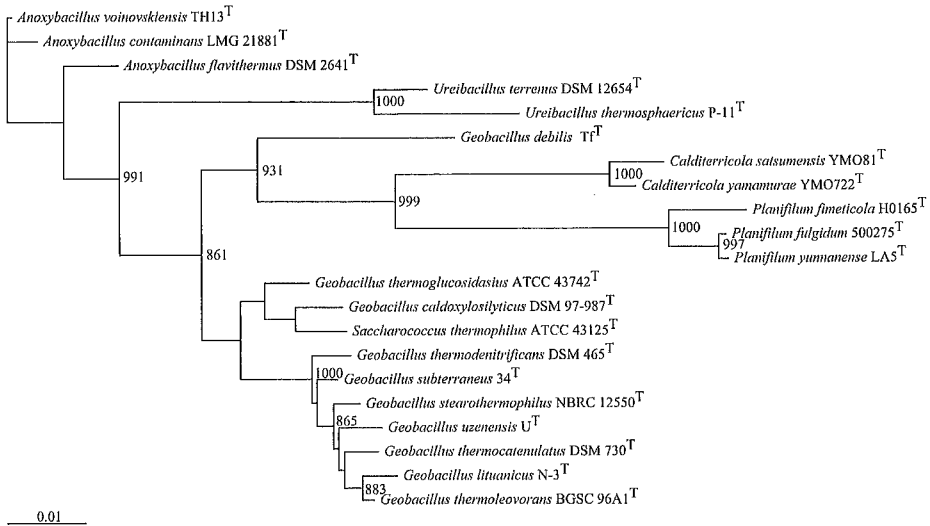 Anoxybacillus voinovskiensis TH13T
Anoxybacillus contaminans LMG 21881T
Anoxybacillus flavithermus DSM 2641T
Ureibacillus terrenus DSM 12654T
1000
Ureibacillus thermosphaericus P-11T
Geobacillus debilis TfT
Calditerricola satsumensis YMO81T
931
1000
991
Calditerricola yamamurae YMO722T
999
Planifilum fimeticola H0165T
1000
Planifilum fulgidum 500275T
997
861
Planifilum yunnanense LA5T
Geobacillus thermoglucosidasius ATCC 43742T
Geobacillus caldoxylosilyticus DSM 97-987T
Saccharococcus thermophilus ATCC 43125T
Geobacillus thermodenitrificans DSM 465T
1000
Geobacillus subterraneus 34T
Geobacillus stearothermophilus NBRC 12550T
865
Geobacillus uzenensis UT
Geobacillus thermocatenulatus DSM 730T
Geobacillus lituanicus N-3T
883
Geobacillus thermoleovorans BGSC 96A1T
0.01